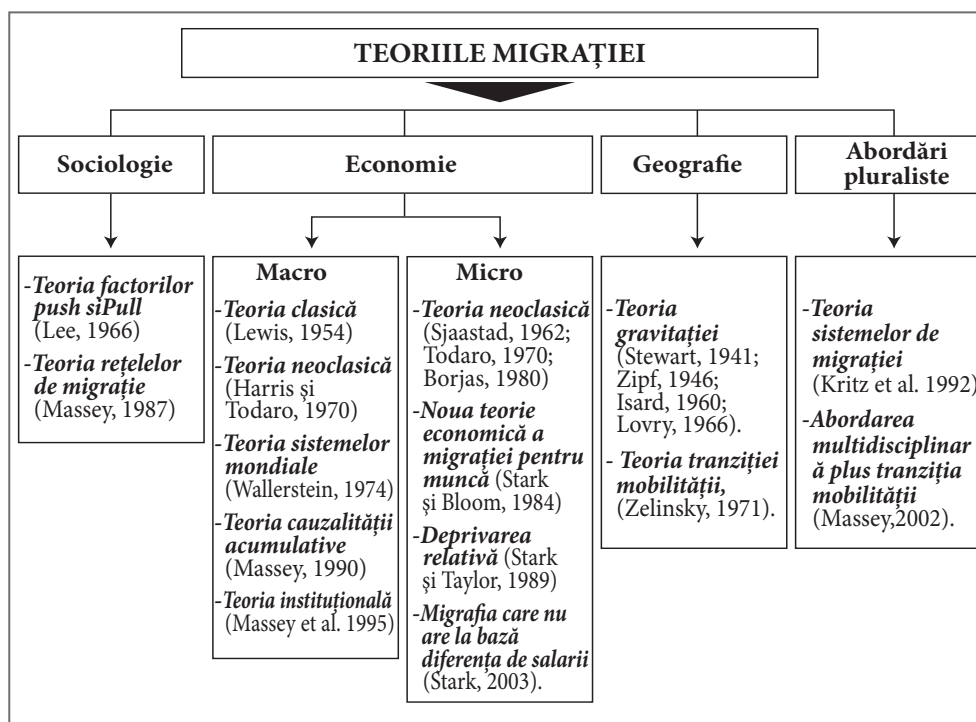 TEORIILE MIGRAȚIEI
Sociologie
Economie
Geografie
Abordări
pluraliste
-Teoria factorilor
push siPull
(Lee, 1966)
-Teoria rețelelor
de migrație
(Massey, 1987)
Macro
-Teoria clasică
(Lewis, 1954)
-Teoria neoclasică
(Harris și
Todaro, 1970)
-Teoria sistemelor
mondiale
(Wallerstein, 1974)
-Teoria cauzalității
acumulative
(Massey, 1990)
-Teoria instituțonală
(Massey et al. 1995)
Micro
-Teoria neoclasică
(Sjaastad, 1962;
Todaro, 1970;
Borjas, 1980)
-Noua teorie
economică a
migrației pentru
muncă (Stark
și Bloom, 1984)
-Deprivarea
relativă (Stark
și Taylor, 1989)
-Migrafia care nu
are la bază
diferența de salarii
(Stark, 2003).
-Teoria
gravitației
(Stewart, 1941;
Zipf, 1946;
Isard, 1960;
Lovry, 1966).
- Teoria tranziției
mobilității,
(Zelinsky, 1971).
-Teoria
sistemelor de
migrației
(Kritz et al. 1992)
-Abordarea
multidisciplinar
ă plus tranziția
mobilității
(Massey,2002).